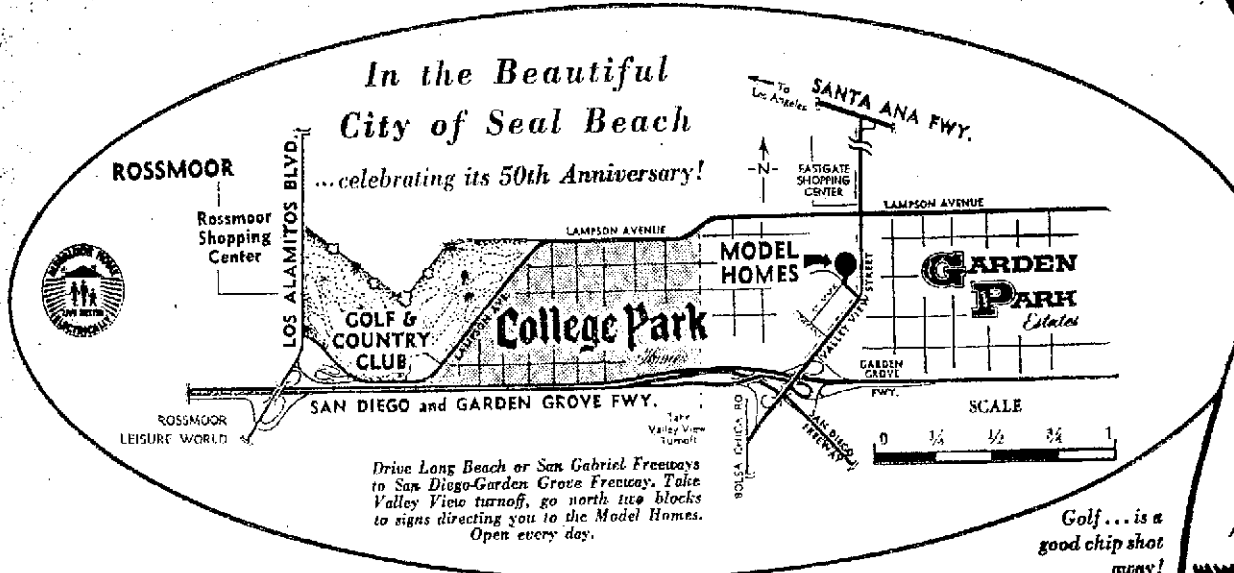 In the Beautiful
City of Seal Beach
...celebrating its 50th Anniversary!
To
Los Angeles
SANTA ANA FWY.
-N-
EASTGATE
SHOPPING
CENTER
ROSSMOOR
Rossmoor
Shopping
Center
LOS ALAMITOS BLVD.
LAMPSON AVENUE
LAMPSON AVENUE
MODEL
HOMES
GARDEN
PARK
Estates
GOLF &
COUNTRY
CLUB
LAMPSON AVE.
College Park
Homes
VALLEY VIEW STREET
GARDEN
GROVE
FWY.
SAN DIEGO and GARDEN GROVE FWY.
ROSSMOOR
LEISURE WORLD
Take
Valley View
Turnoff
BOLSA CHICA RD
SAN DIEGO
FREEWAY
SCALE
0 ¼ ½ ¾ 1
Drive Long Beach or San Gabriel Freeways
to San Diego-Garden Grove Freeway. Take
Valley View turnoff, go north two blocks
to signs directing you to the Model Homes.
Open every day.
Golf...is a
good chip shot
away!